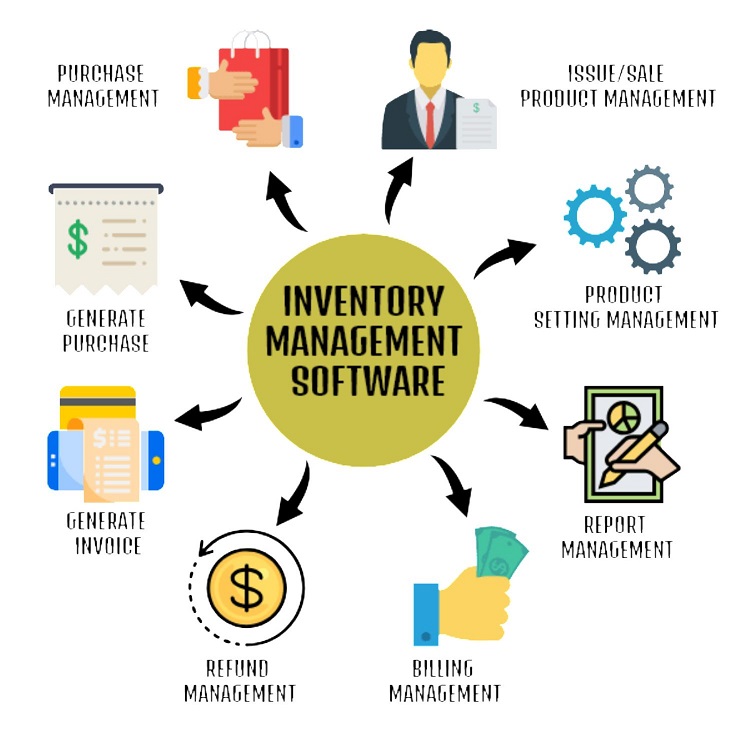 PURCHASE
MANAGEMENT
ISSUE/SALE
PRODUCT MANAGEMENT
$
$
GENERATE
PURCHASE
INVENTORY
MANAGEMENT
SOFTWARE
PRODUCT
SETTING MANAGEMENT
$
GENERATE
INVOICE
REPORT
MANAGEMENT
$
$
REFUND
MANAGEMENT
BILLING
MANAGEMENT